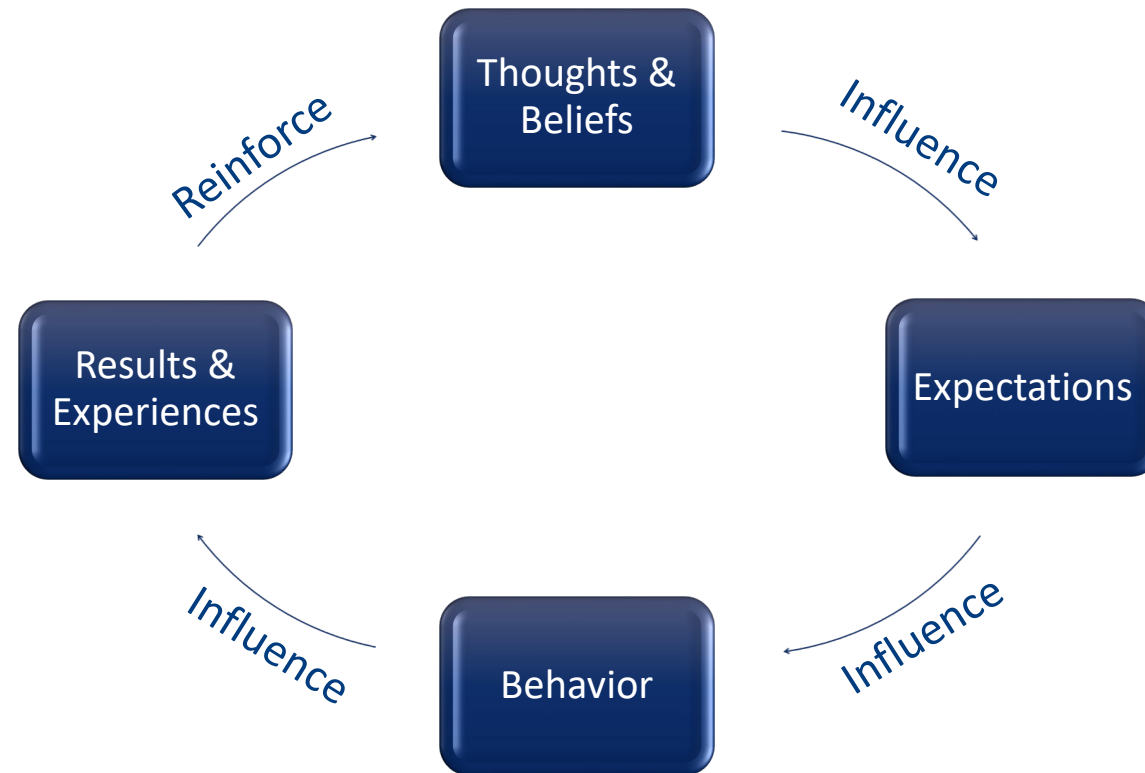 Thoughts &
Beliefs
Influence
Expectations
Influence
Behavior
Influence
Results &
Experiences
Reinforce